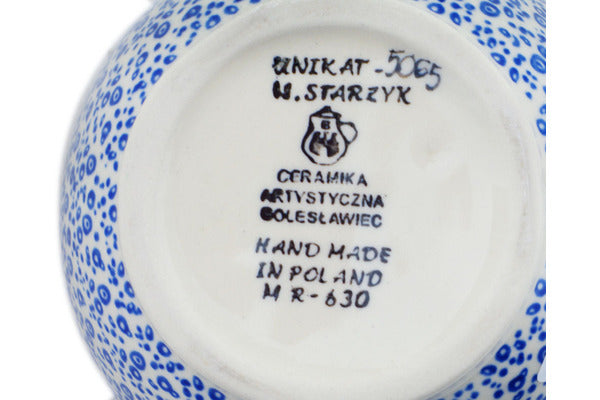 UNIKAT-5065
W.STARZYK
CERAMIKA
ARTYSTYCZNA
BOLESŁAWIEC
HAND MADE
IN POLAND
M R-630